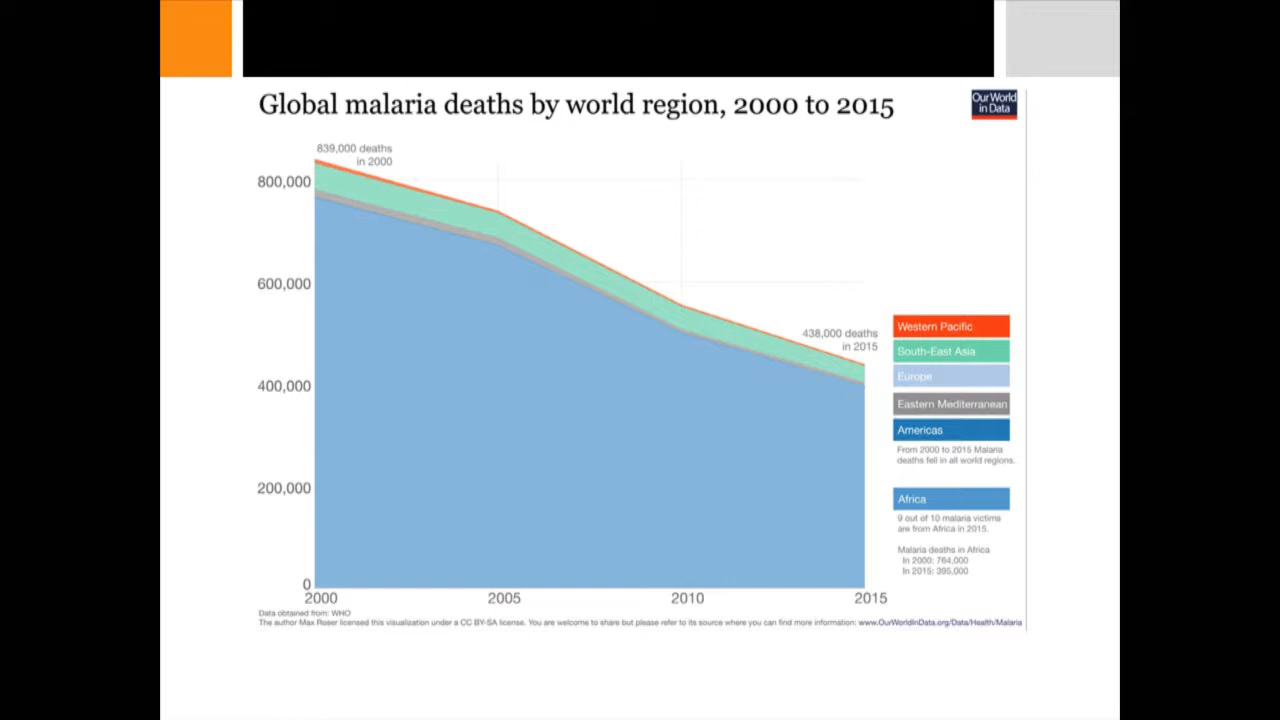 Global malaria deaths by world region, 2000 to 2015
Our World
in Data
839,000 deaths
in 2000
800,000
600,000
400,000
200,000
0
438,000 deaths
in 2015
Western Pacific
South-East Asia
Europe
Eastern Mediterranean
Americas
From 2000 to 2015 Malaria
deaths fell in all world regions.
Africa
9 out of 10 malaria victims
are from Africa in 2015.
Malaria deaths in Africa
In 2000: 764,000
In 2015: 395,000
2000
2005
2010
2015
Data obtained from: WHO
The author Max Roser licensed this visualization under a CC BY-SA license. You are welcome to share but please refer to its source where you can find more information: www.OurWorldInData.org/Data/Health/Malaria